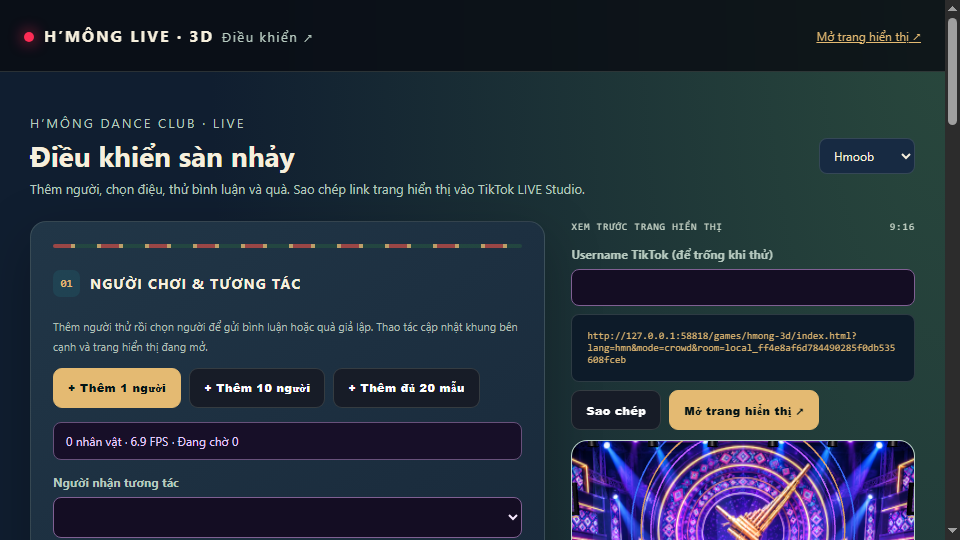 H’MÔNG LIVE · 3D Điều khiển ↗
Mở trang hiển thị ↗
H’MÔNG DANCE CLUB · LIVE
Điều khiển sàn nhảy
Thêm người, chọn điệu, thử bình luận và quà. Sao chép link trang hiển thị vào TikTok LIVE Studio.
Hmoob
01 NGƯỜI CHƠI & TƯƠNG TÁC
Thêm người thử rồi chọn người để gửi bình luận hoặc quà giả lập. Thao tác cập nhật khung bên
cạnh và trang hiển thị đang mở.
+ Thêm 1 người
+ Thêm 10 người
+ Thêm đủ 20 mẫu
0 nhân vật · 6.9 FPS · Đang chờ 0
Người nhận tương tác
XEM TRƯỚC TRANG HIỂN THỊ
9:16
Username TikTok (để trống khi thử)
http://127.0.0.1:58818/games/hmong-3d/index.html?
lang=hmn&mode=crowd&room=local_ff4e8af6d784490285f0db535
608fceb
Sao chép
Mở trang hiển thị ↗